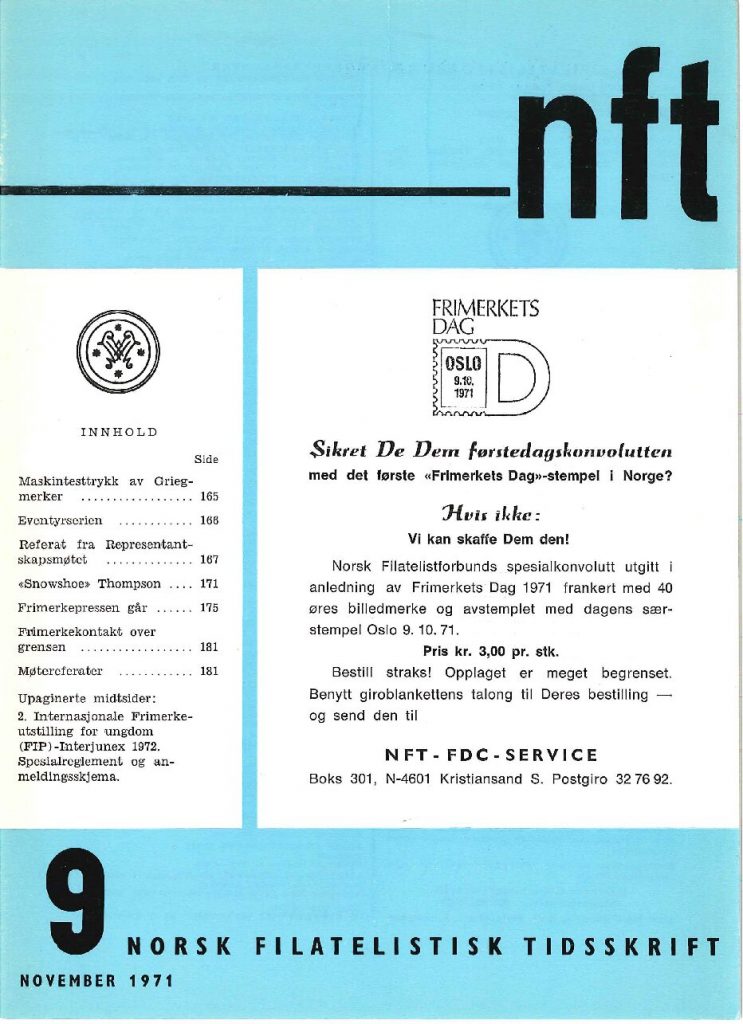 nft
INNHOLD
Side
Maskintesttrykk av Grieg-
merker .................. 165
Eventyrserien ............ 166
Referat fra Representant-
skapsmøtet .............. 167
«Snowshoe» Thompson .... 171
Frimerkepressen går ...... 175
Frimerkekontakt over
grensen .................. 181
Møtereferater ............ 181
Upaginerte midtsider:
2. Internasjonale Frimerke-
utstilling for ungdom
(FIP)-Interjunex 1972.
Spesialreglement og an-
meldingsskjema.
FRIMERKETS
DAG
OSLO
9.10.
1971
D
Sikret De Dem førstedagskonvolutten
med det første «Frimerkets Dag»-stempel i Norge?
Hvis ikke:
Vi kan skaffe Dem den!
Norsk Filatelistforbunds spesialkonvolutt utgitt i
anledning av Frimerkets Dag 1971 frankert med 40
øres billedmerke og avstemplet med dagens sær-
stempel Oslo 9. 10. 71.
Pris kr. 3,00 pr. stk.
Bestill straks! Opplaget er meget begrenset.
Benytt giroblankettens talong til Deres bestilling —
og send den til
NFT-FDC-SERVICE
Boks 301, N-4601 Kristiansand S. Postgiro 32 76 92.
9 NORSK FILATELISTISK TIDSSKRIFT
NOVEMBER 1971